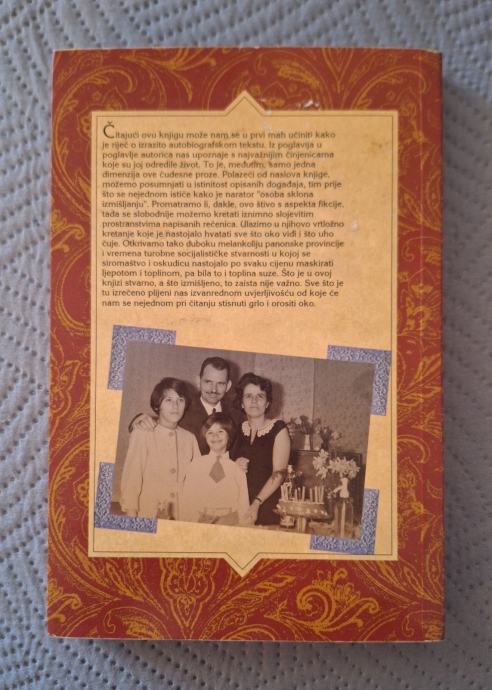 Čitajući ovu knjigu može nam se u prvi mah učiniti kako
je riječ o izrazito autobiografskom tekstu. Iz poglavlja u
poglavlje autorica nas upoznaje s najvažnijim činjenicama
koje su joj odredile život. To je, međutim, samo jedna
dimenzija ove čudesne proze. Polazeći od naslova knjige,
možemo posumnjati u istinitost opisanih događaja, tim prije
što se nejednom ističe kako je narator "osoba sklona
izmišljanju". Promatramo li, dakle, ovo štivo s aspekta fikcije,
tada se slobodnije možemo kretati iznimno slojevitim
prostranstvima napisanih rečenica. Ulazimo u njihovo vrtložno
kretanje koje je nastojalo hvatati sve što oko vidi i što uho
čuje. Otkrivamo tako duboku melankoliju panonske provincije
i vremena turobne socijalističke stvarnosti u kojoj se
siromaštvo i oskudicu nastojalo po svaku cijenu maskirati
ljepotom i toplinom, pa bila to i toplina suze. Što je u ovoj
knjizi stvarno, a što izmišljeno, to zaista nije važno. Sve što je
tu izrečeno plijeni nas izvanrednom uvjerljivošću od koje će
nam se nejednom pri čitanju stisnuti grlo i orositi oko.